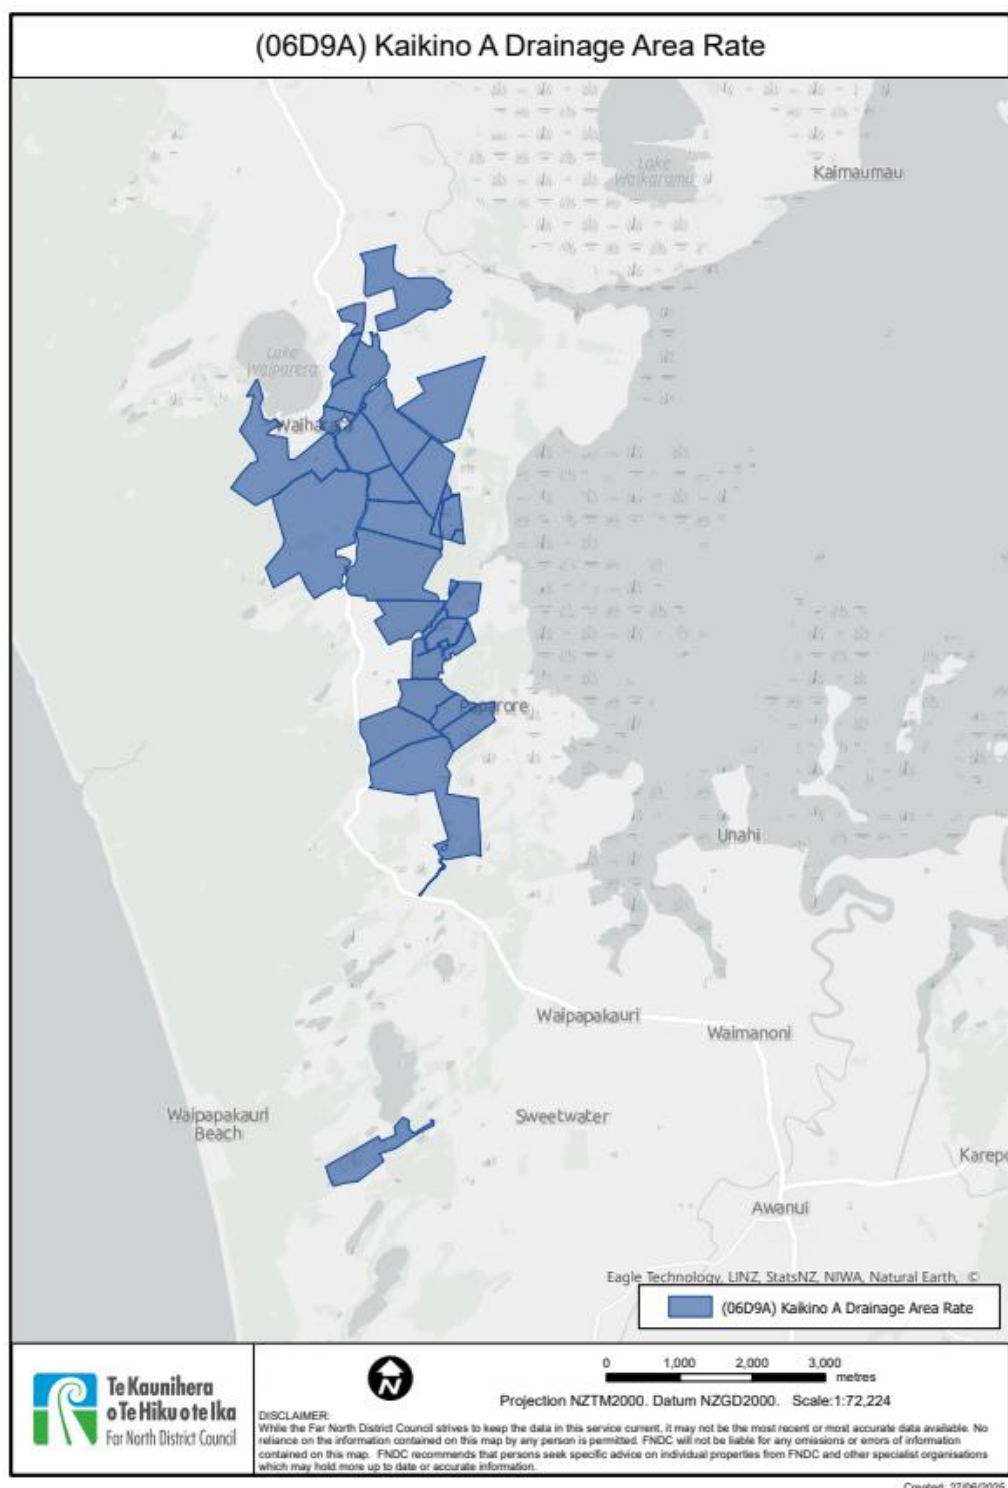 (06D9A) Kaikino A Drainage Area Rate
Lake
Waikaramu
Kaimaumau
Lake
Waiparera
Paparore
Unahi
Waipapakauri
Waimanoni
Waipapakauri
Beach
Sweetwater
Awanui
Eagle Technology, LINZ, StatsNZ, NIWA, Natural Earth, ©
(06D9A) Kaikino A Drainage Area Rate
Te Kaunihera
o Te Hiku o te Ika
Far North District Council
N
0 1,000 2,000 3,000
metres
Projection NZTM2000. Datum NZGD2000. Scale:1:72,224
DISCLAIMER:
While the Far North District Council strives to keep the data in this service current, it may not be the most recent or most accurate data available. No
reliance on the information contained on this map by any person is permitted. FNDC will not be liable for any omissions or errors of information
contained on this map. FNDC recommends that persons seek specific advice on individual properties from FNDC and other specialist organisations
which may hold more up to date or accurate information.
Created: 27/06/2025